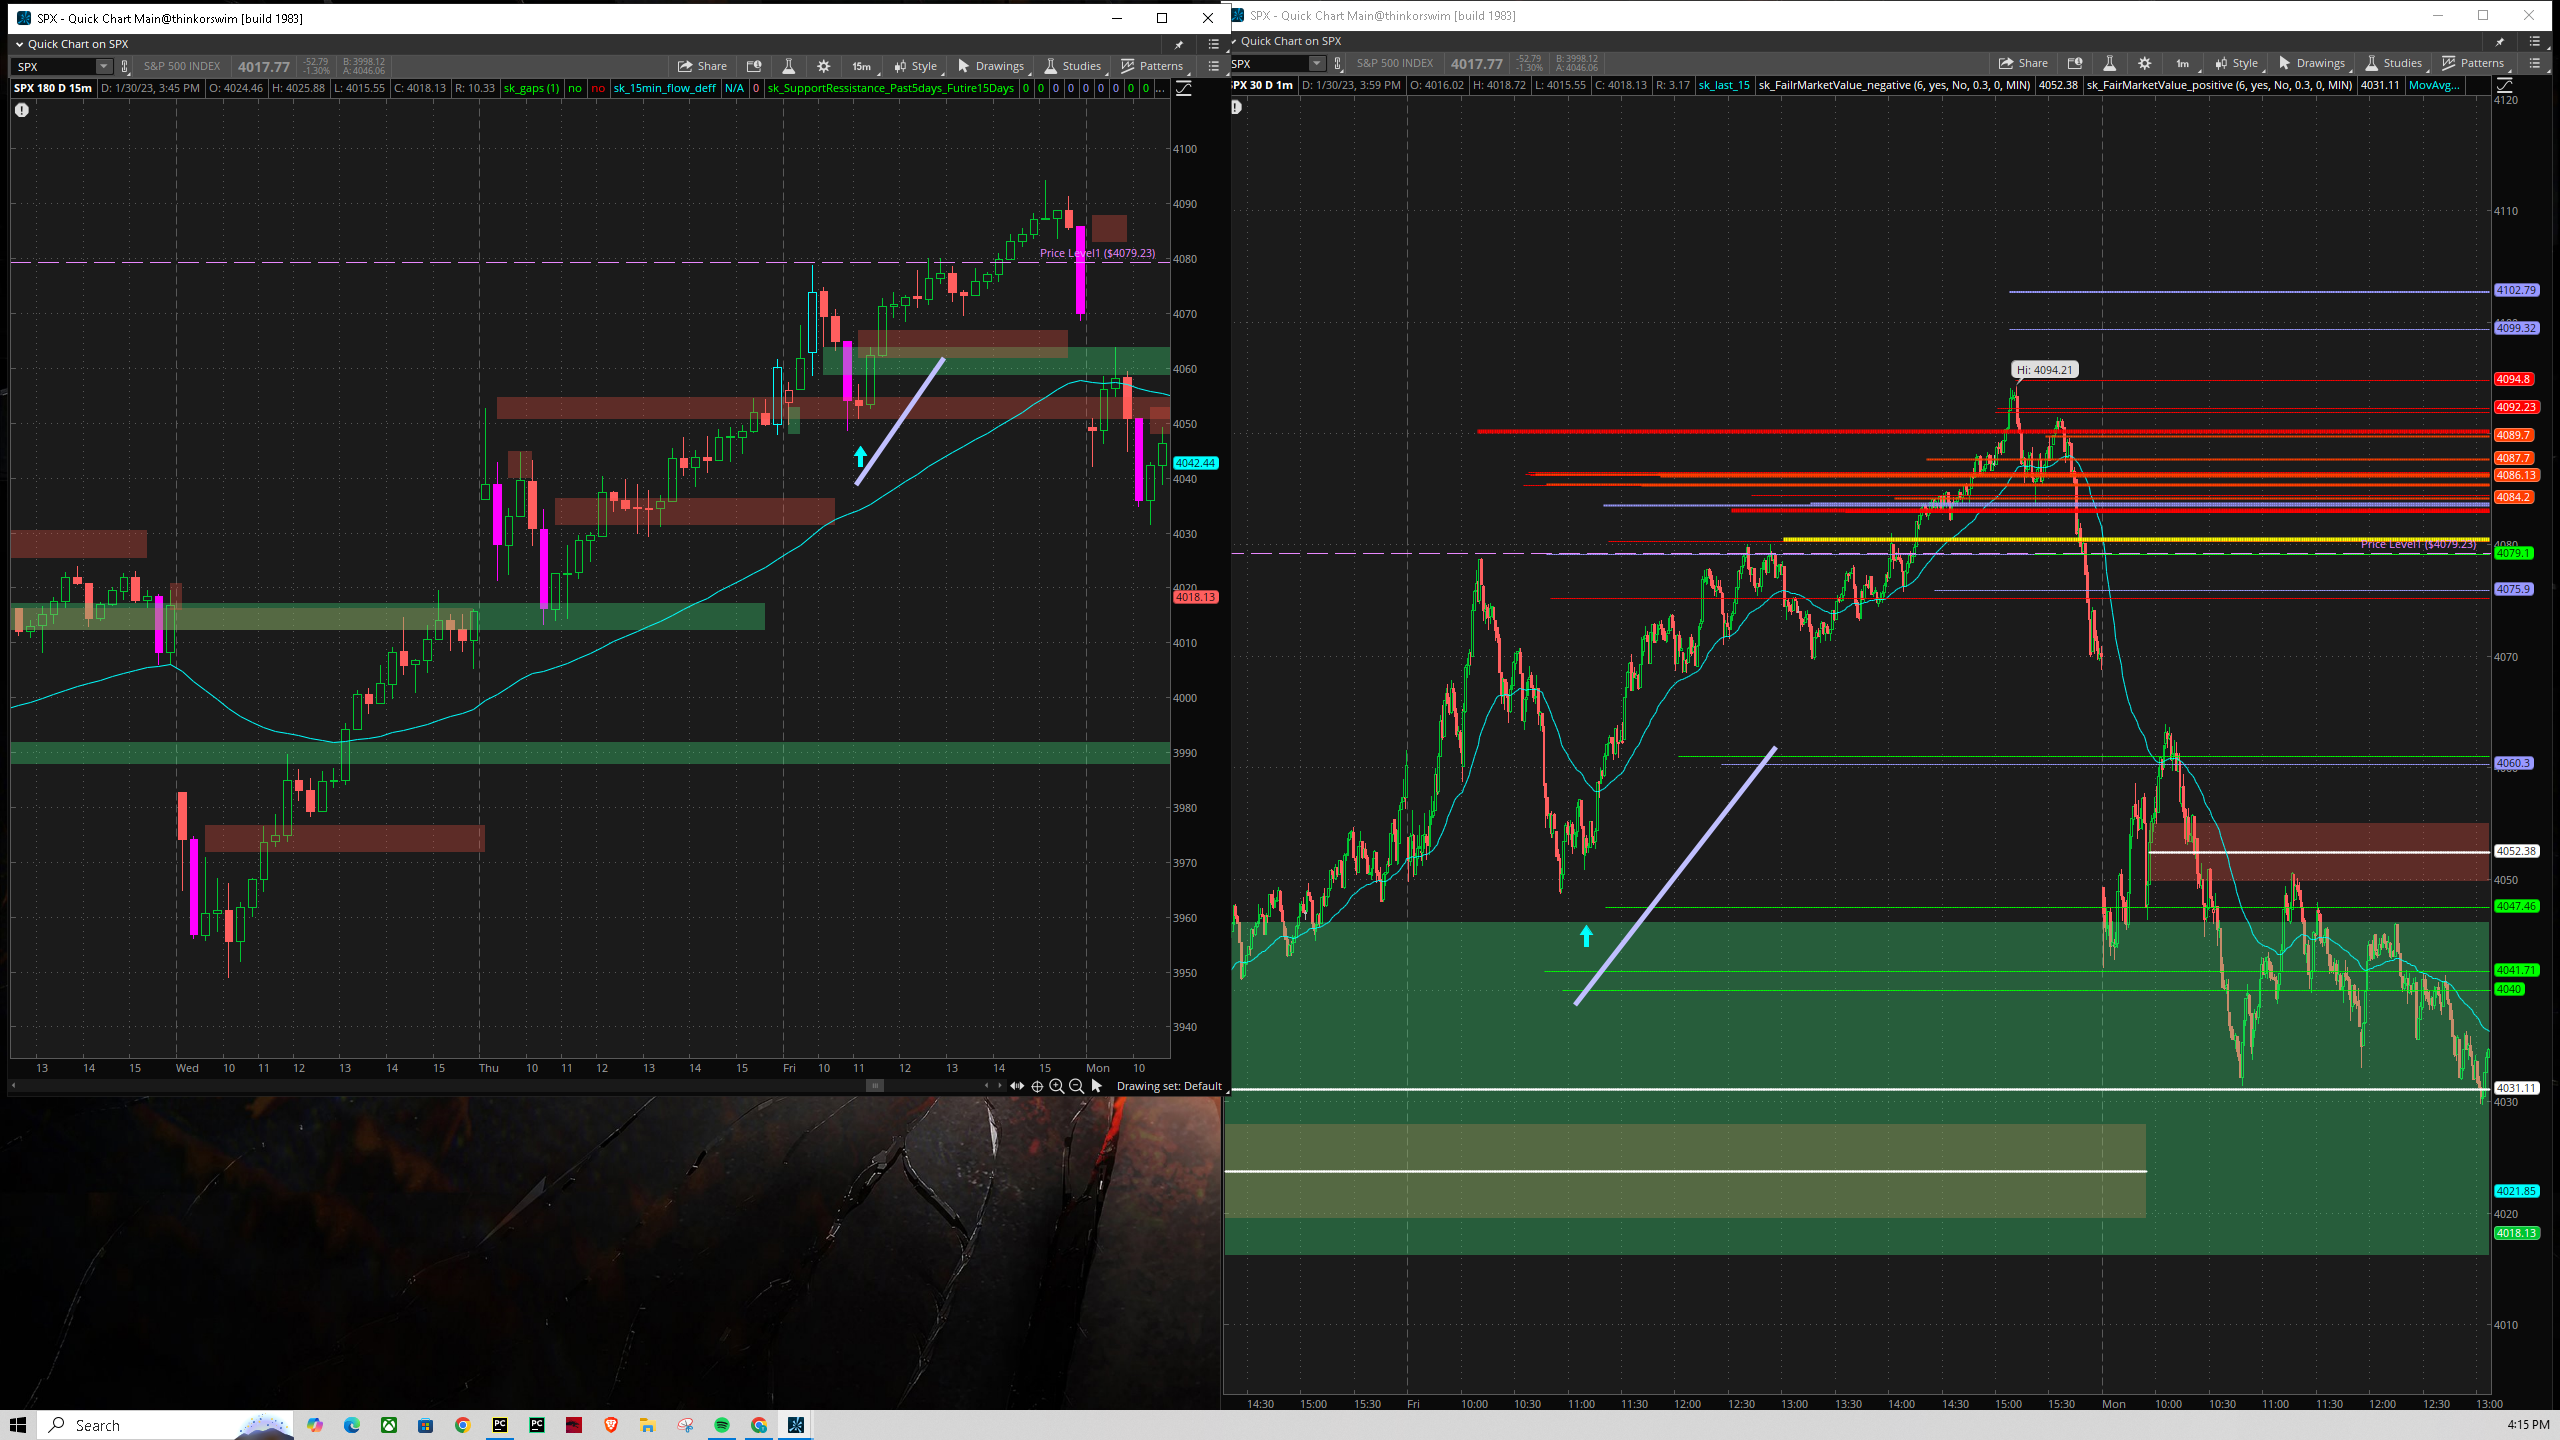 SPX - Quick Chart Main@thinkorswim [build 1983]
Quick Chart on SPX
SPX S&P 500 INDEX 4017.77 -52.79 -1.30% B: 3998.12 A: 4046.06 Share 15m Style Drawings Studies Patterns
SPX 180 D 15m D: 1/30/23, 3:45 PM O: 4024.46 H: 4025.88 L: 4015.55 C: 4018.13 R: 10.33 sk_gaps (1) no no sk_15min_flow_deff N/A 0 sk_SupportRessistance_Past5days_Futire15Days 0 0 0 0 0 0 0 0 0 ...
4100
4090
Price Level1 ($4079.23)
4080
4070
4060
4050
4042.44
4040
4030
4020
4018.13
4010
4000
3990
3980
3970
3960
3950
3940
13 14 15 Wed 10 11 12 13 14 15 Thu 10 11 12 13 14 15 Fri 10 11 12 13 14 15 Mon 10
Drawing set: Default
SPX - Quick Chart Main@thinkorswim [build 1983]
Quick Chart on SPX
SPX S&P 500 INDEX 4017.77 -52.79 -1.30% B: 3998.12 A: 4046.06 Share 1m Style Drawings Studies Patterns
SPX 30 D 1m D: 1/30/23, 3:59 PM O: 4016.02 H: 4018.72 L: 4015.55 C: 4018.13 R: 3.17 sk_last_15 sk_FailrMarketValue_negative (6, yes, No, 0.3, 0, MIN) 4052.38 sk_FairMarketValue_positive (6, yes, No, 0.3, 0, MIN) 4031.11 MovAvg...
4120
4110
4102.79
4099.32
Hi: 4094.21
4094.8
4092.23
4089.7
4087.7
4086.13
4084.2
Price Level1 ($4079.23)
4079.1
4075.9
4070
4060.3
4052.38
4050
4047.46
4041.71
4040
4031.11
4030
4021.85
4020
4018.13
4010
14:30 15:00 15:30 Fri 10:00 10:30 11:00 11:30 12:00 12:30 13:00 13:30 14:00 14:30 15:00 15:30 Mon 10:00 10:30 11:00 11:30 12:00 12:30 13:00
Search
4:15 PM